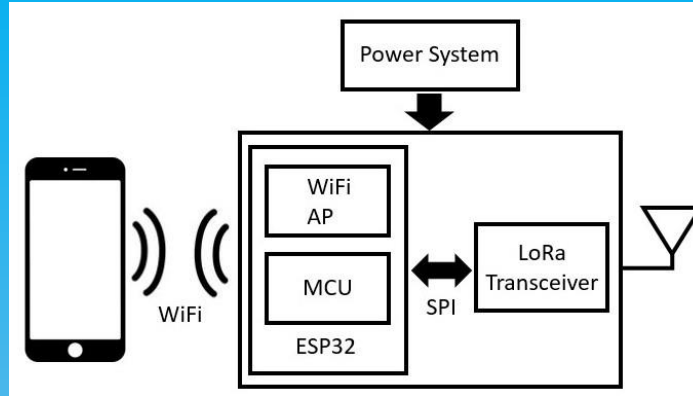 Power System
WiFi
AP
MCU
ESP32
WiFi
SPI
LoRa
Transceiver